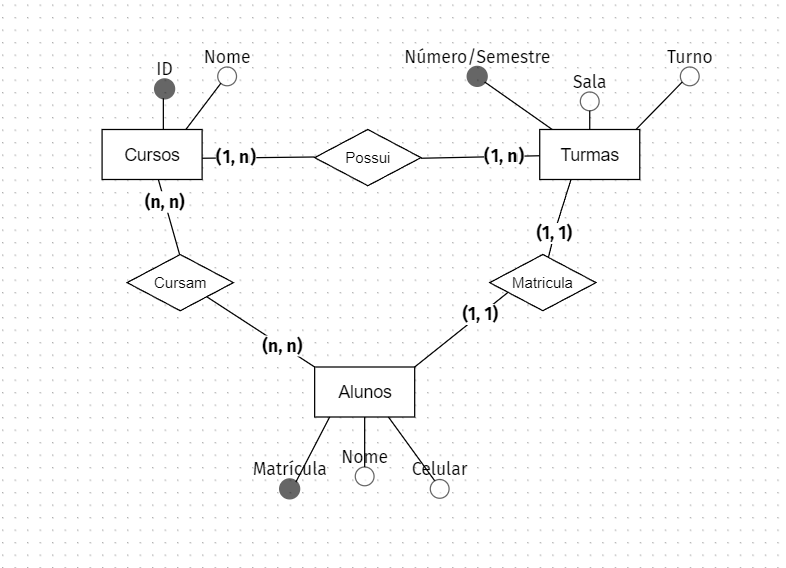 Número/Semestre
Nome
Turno
ID
Sala
Cursos
(1, n)
Possui
(1, n)
Turmas
(n, n)
(1, 1)
Cursam
Matricula
(1, 1)
(n, n)
Alunos
Matrícula
Nome
Celular